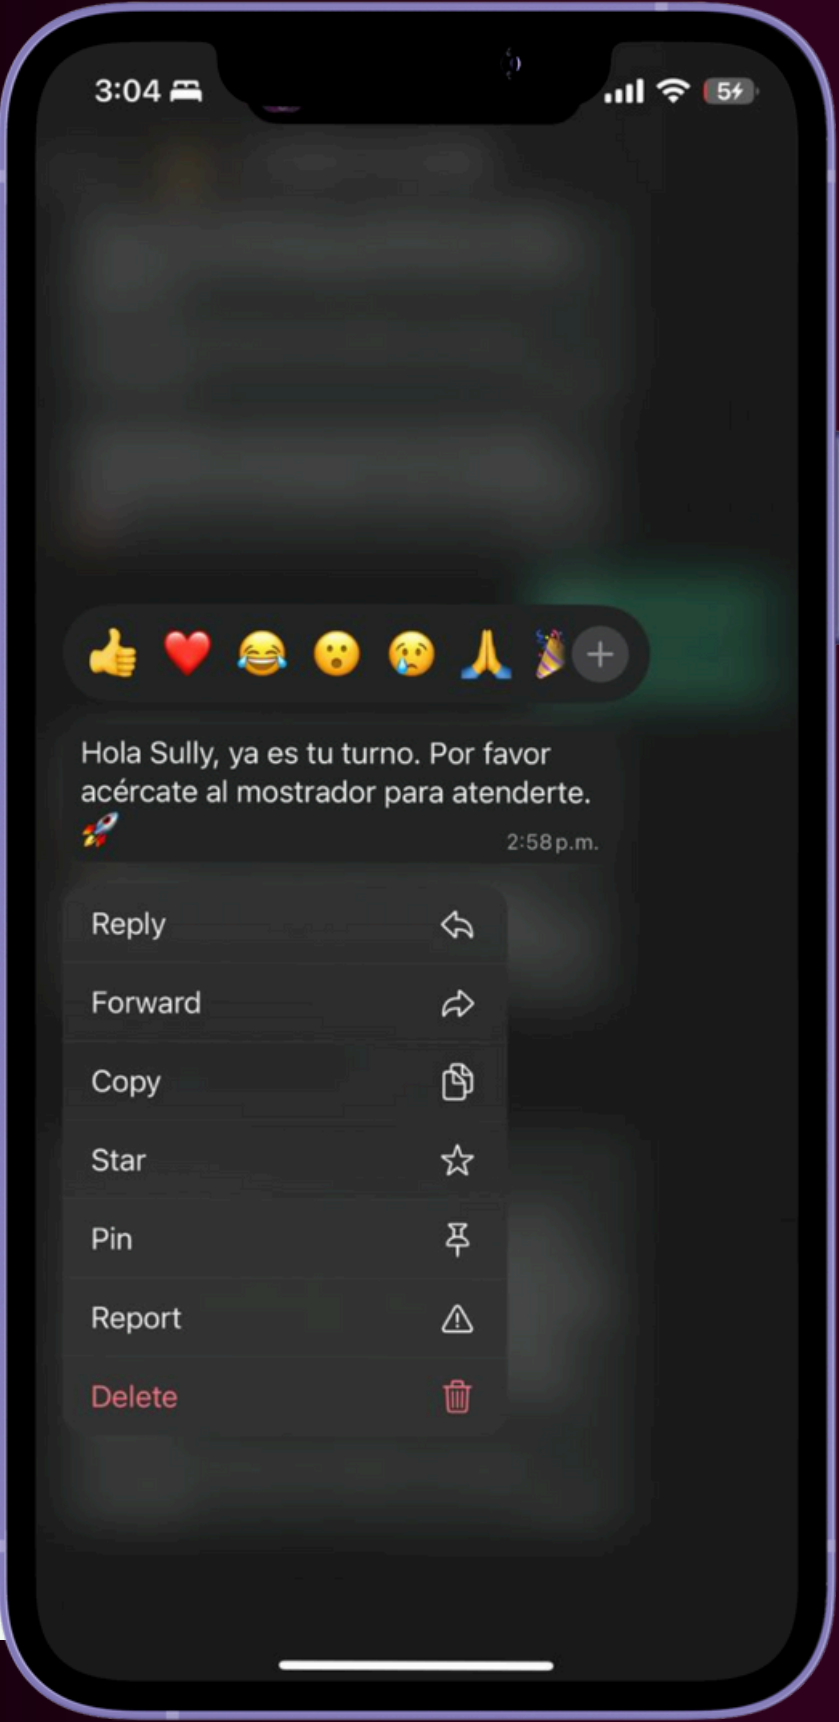 3:04
5
Hola Sully, ya es tu turno. Por favor
acércate al mostrador para atenderte.
🚀
2:58 p.m.
Reply
Forward
Copy
Star
Pin
Report
Delete